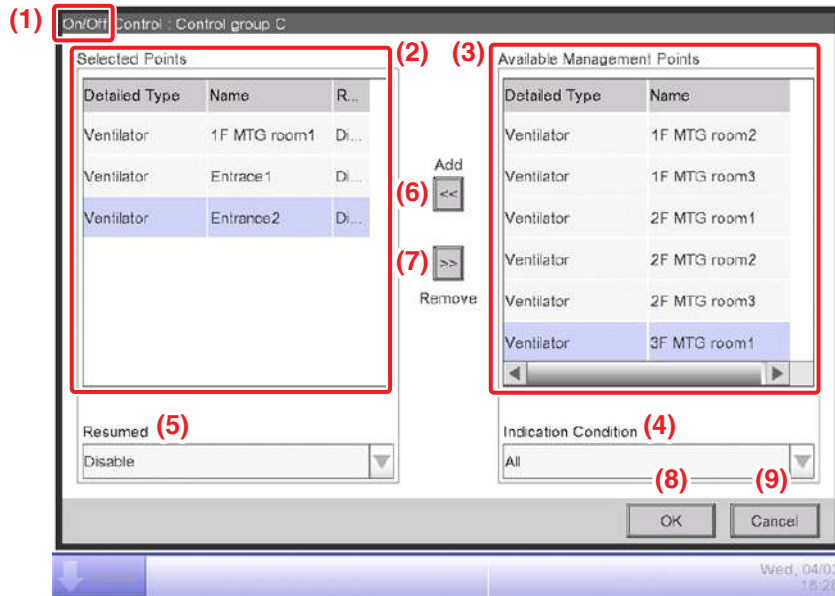 (1)
On/Off Control : Control group C
Selected Points (2)
Detailed Type Name R...
Ventilator 1F MTG room1 Di...
Ventilator Entrace1 Di...
Ventilator Entrance2 Di...
Resumed (5)
Disable
Add
(6) <<
(7) >>
Remove
(3) Available Management Points
Detailed Type Name
Ventilator 1F MTG room2
Ventilator 1F MTG room3
Ventilator 2F MTG room1
Ventilator 2F MTG room2
Ventilator 2F MTG room3
Ventilator 3F MTG room1
Indication Condition (4)
All
(8) (9)
OK Cancel
Wed, 04/0